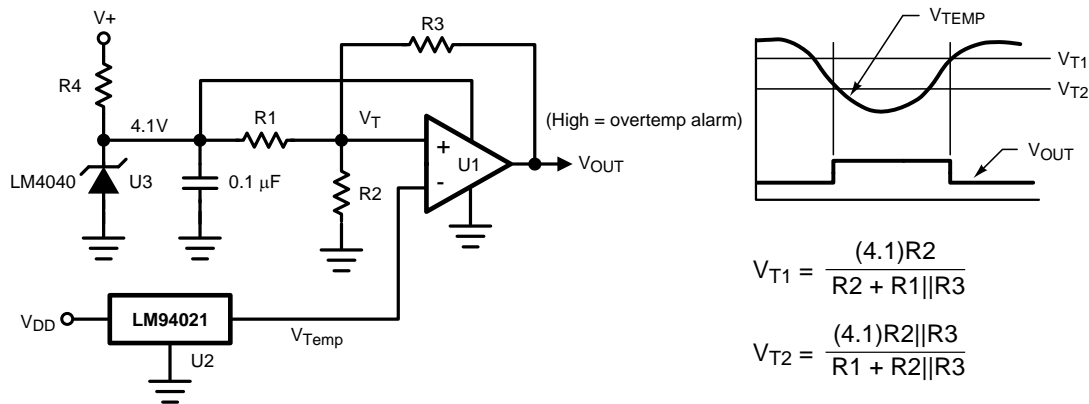 V+
R3
R4
4.1V
R1
VT
U1
+
-
(High = overtemp alarm)
VOUT
LM4040
U3
0.1 µF
R2
VDD
LM94021
U2
VTemp
VTEMP
VT1
VT2
VOUT
VT1 = (4.1)R2 / R2 + R1||R3
VT2 = (4.1)R2||R3 / R1 + R2||R3